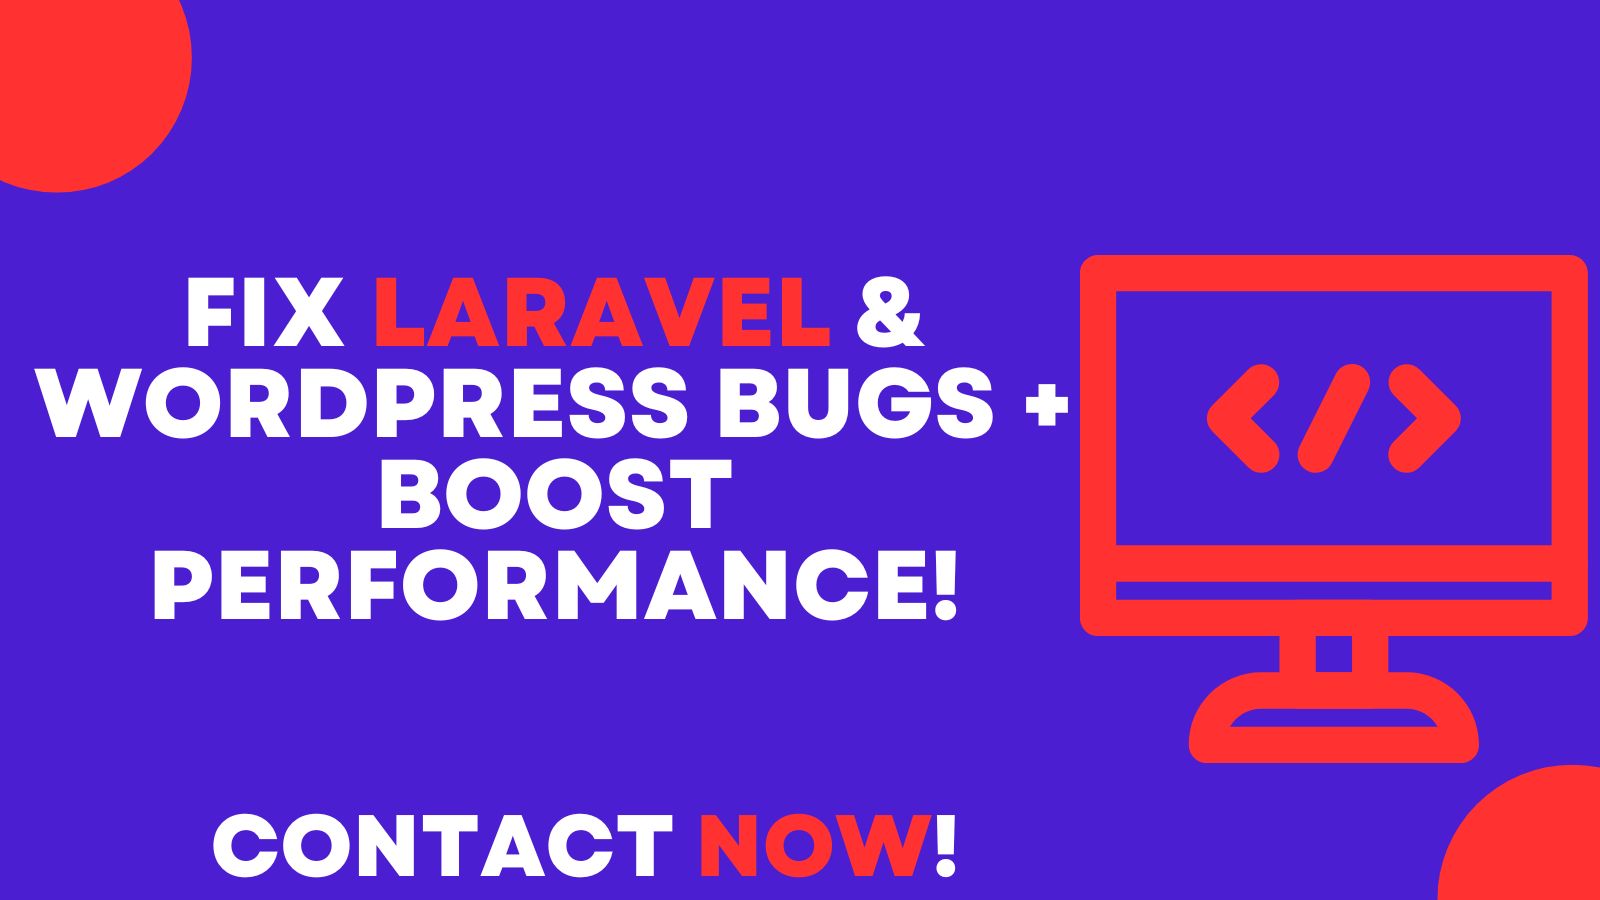 FIX LARAVEL &
WORDPRESS BUGS +
BOOST
PERFORMANCE!
</>
CONTACT NOW!